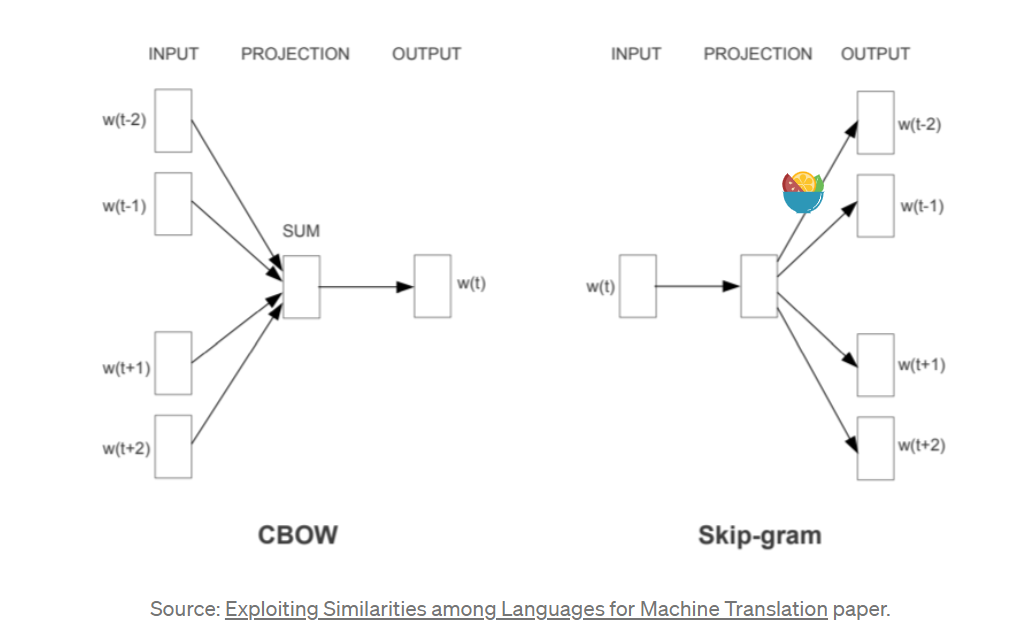 INPUT PROJECTION OUTPUT
w(t-2)
w(t-1)
SUM
w(t)
w(t+1)
w(t+2)
CBOW
INPUT PROJECTION OUTPUT
w(t-2)
w(t-1)
w(t)
w(t+1)
w(t+2)
Skip-gram
Source: Exploiting Similarities among Languages for Machine Translation paper.